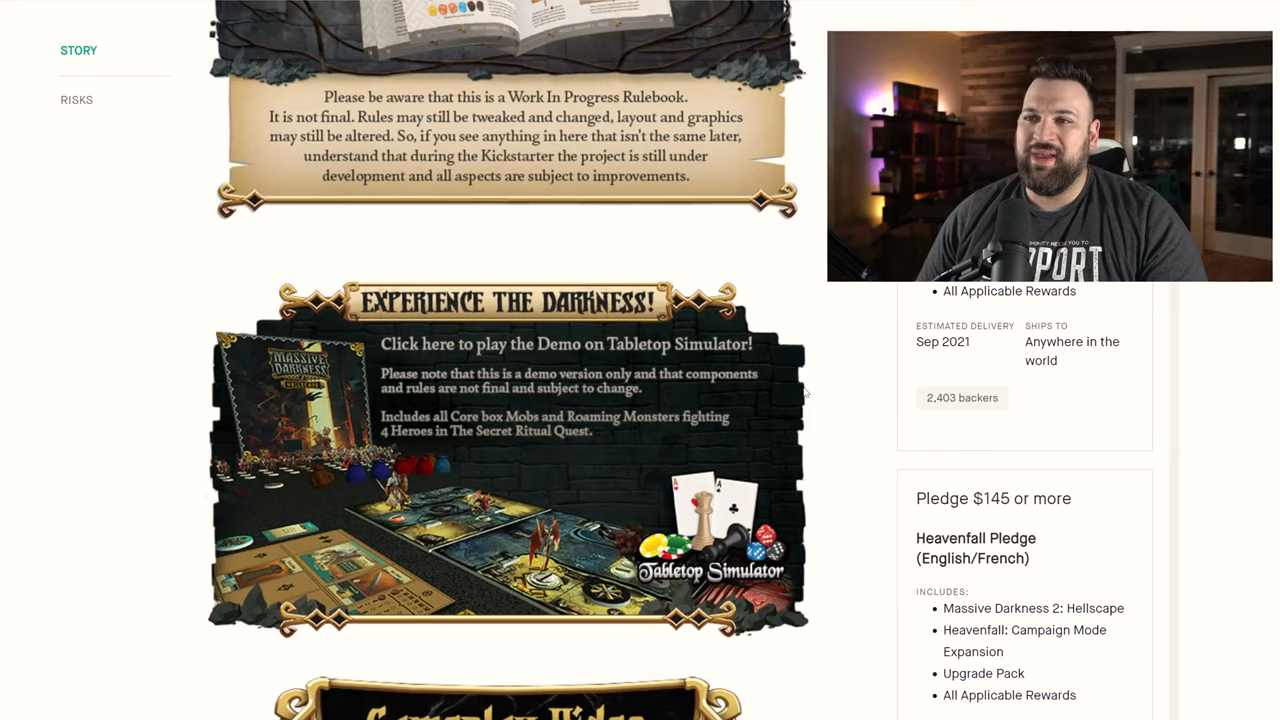 STORY
RISKS
Please be aware that this is a Work In Progress Rulebook.
It is not final. Rules may still be tweaked and changed, layout and graphics
may still be altered. So, if you see anything in here that isn't the same later,
understand that during the Kickstarter the project is still under
development and all aspects are subject to improvements.
EXPERIENCE THE DARKNESS!
Click here to play the Demo on Tabletop Simulator!
Please note that this is a demo version only and that components
and rules are not final and subject to change.
Includes all Core box Mobs and Roaming Monsters fighting
4 Heroes in The Secret Ritual Quest.
MASSIVE
DARKNESS
HELLSCAPE
Tabletop Simulator
Gameplay Video
• All Applicable Rewards
ESTIMATED DELIVERY
Sep 2021
SHIPS TO
Anywhere in the
world
2,403 backers
Pledge $145 or more
Heavenfall Pledge
(English/French)
INCLUDES:
• Massive Darkness 2: Hellscape
• Heavenfall: Campaign Mode
Expansion
• Upgrade Pack
• All Applicable Rewards